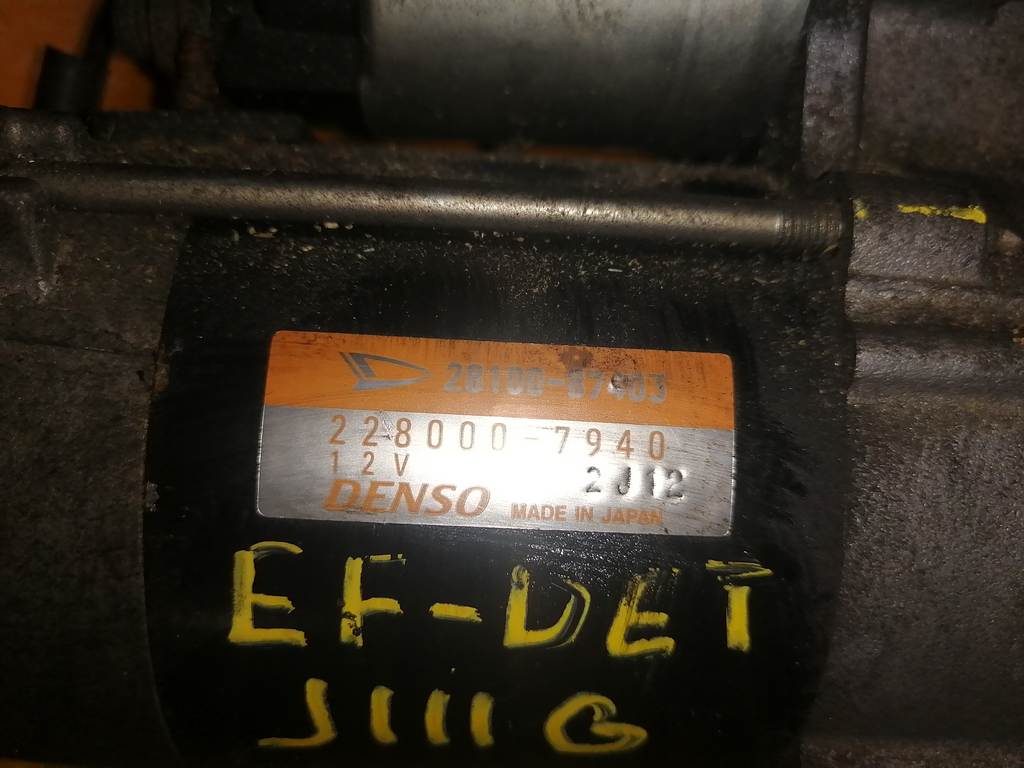 28100-87403
228000-7940
12V 2J12
DENSO MADE IN JAPAN
EF-DET
J111G